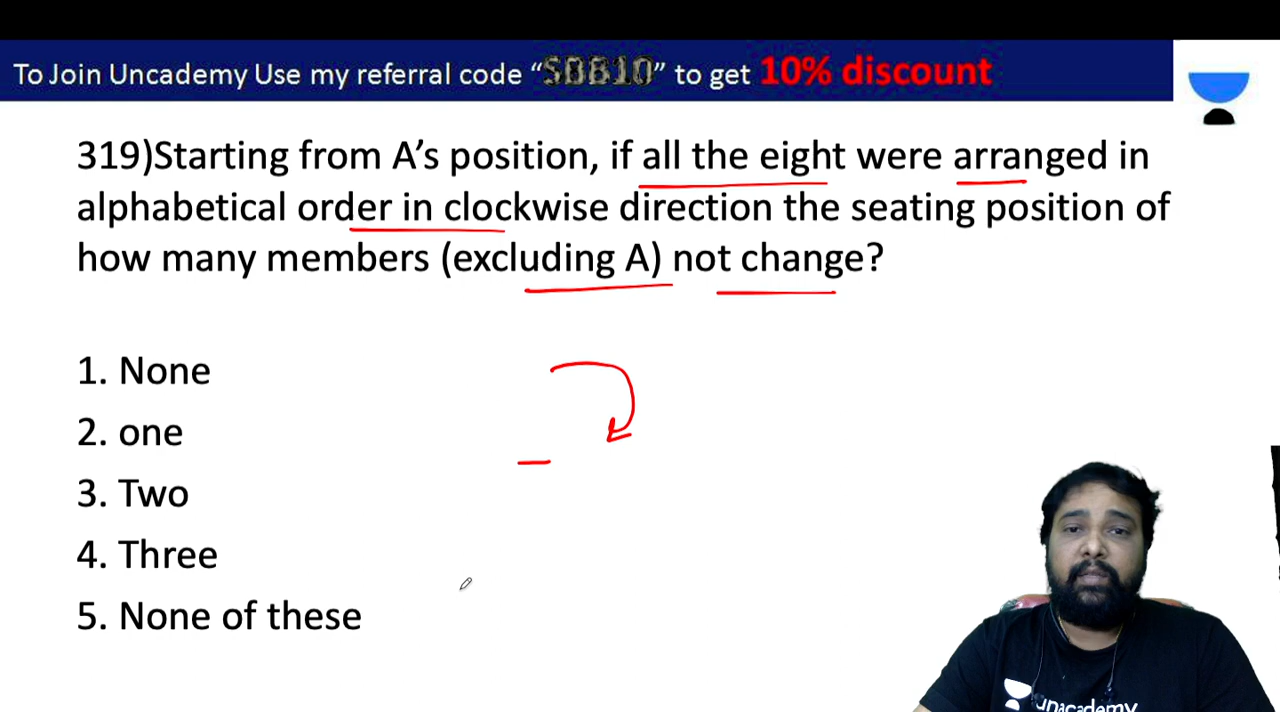 To Join Uncademy Use my referral code “SBB10” to get 10% discount
319)Starting from A’s position, if all the eight were arranged in
alphabetical order in clockwise direction the seating position of
how many members (excluding A) not change?
1. None
2. one
3. Two
4. Three
5. None of these
unacademy